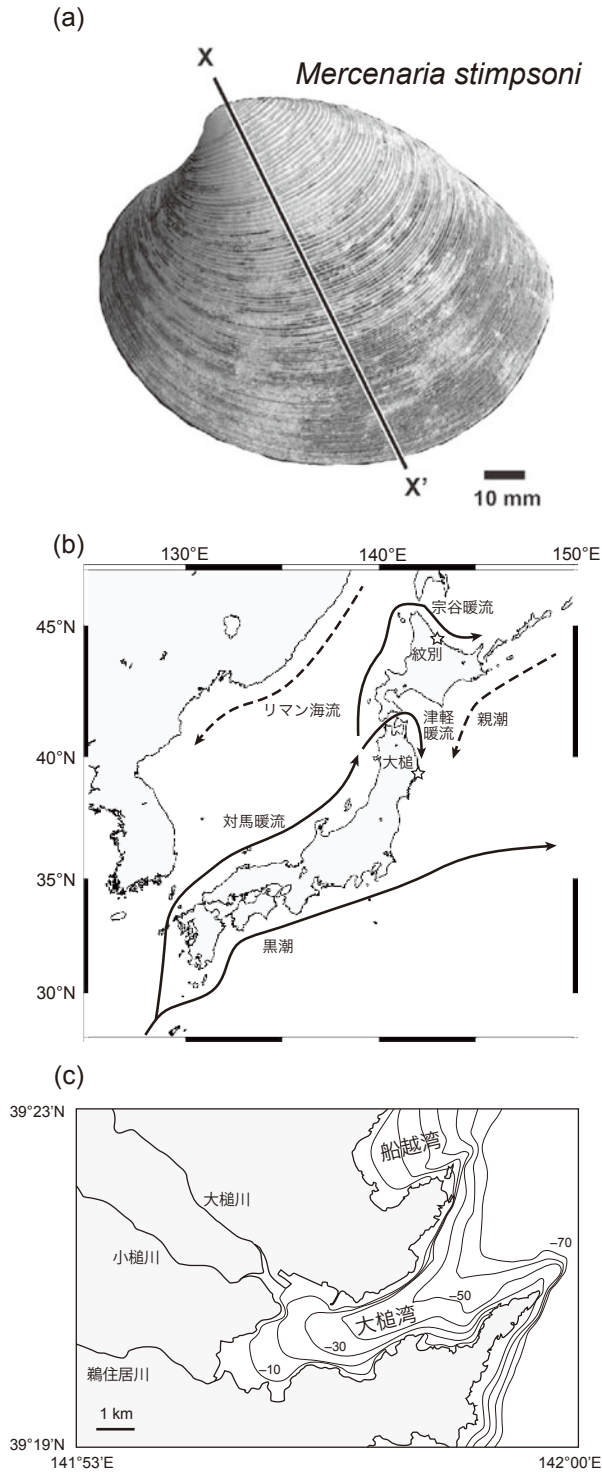 (a)
X
Mercenaria stimpsoni
X'
10 mm
(b)
130°E
140°E
150°E
45°N
40°N
35°N
30°N
宗谷暖流
紋別
リマン海流
津軽
暖流
親潮
大槌
対馬暖流
黒潮
(c)
39°23'N
船越湾
大槌川
小槌川
–70
–50
大槌湾
–30
–10
鵜住居川
1 km
39°19'N
141°53'E
142°00'E